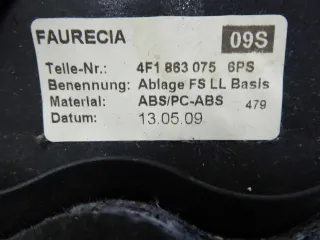 FAURECIA 09S
Teile-Nr.: 4F1 863 075 6PS
Benennung: Ablage FS LL Basis
Material: ABS/PC-ABS 479
Datum: 13.05.09